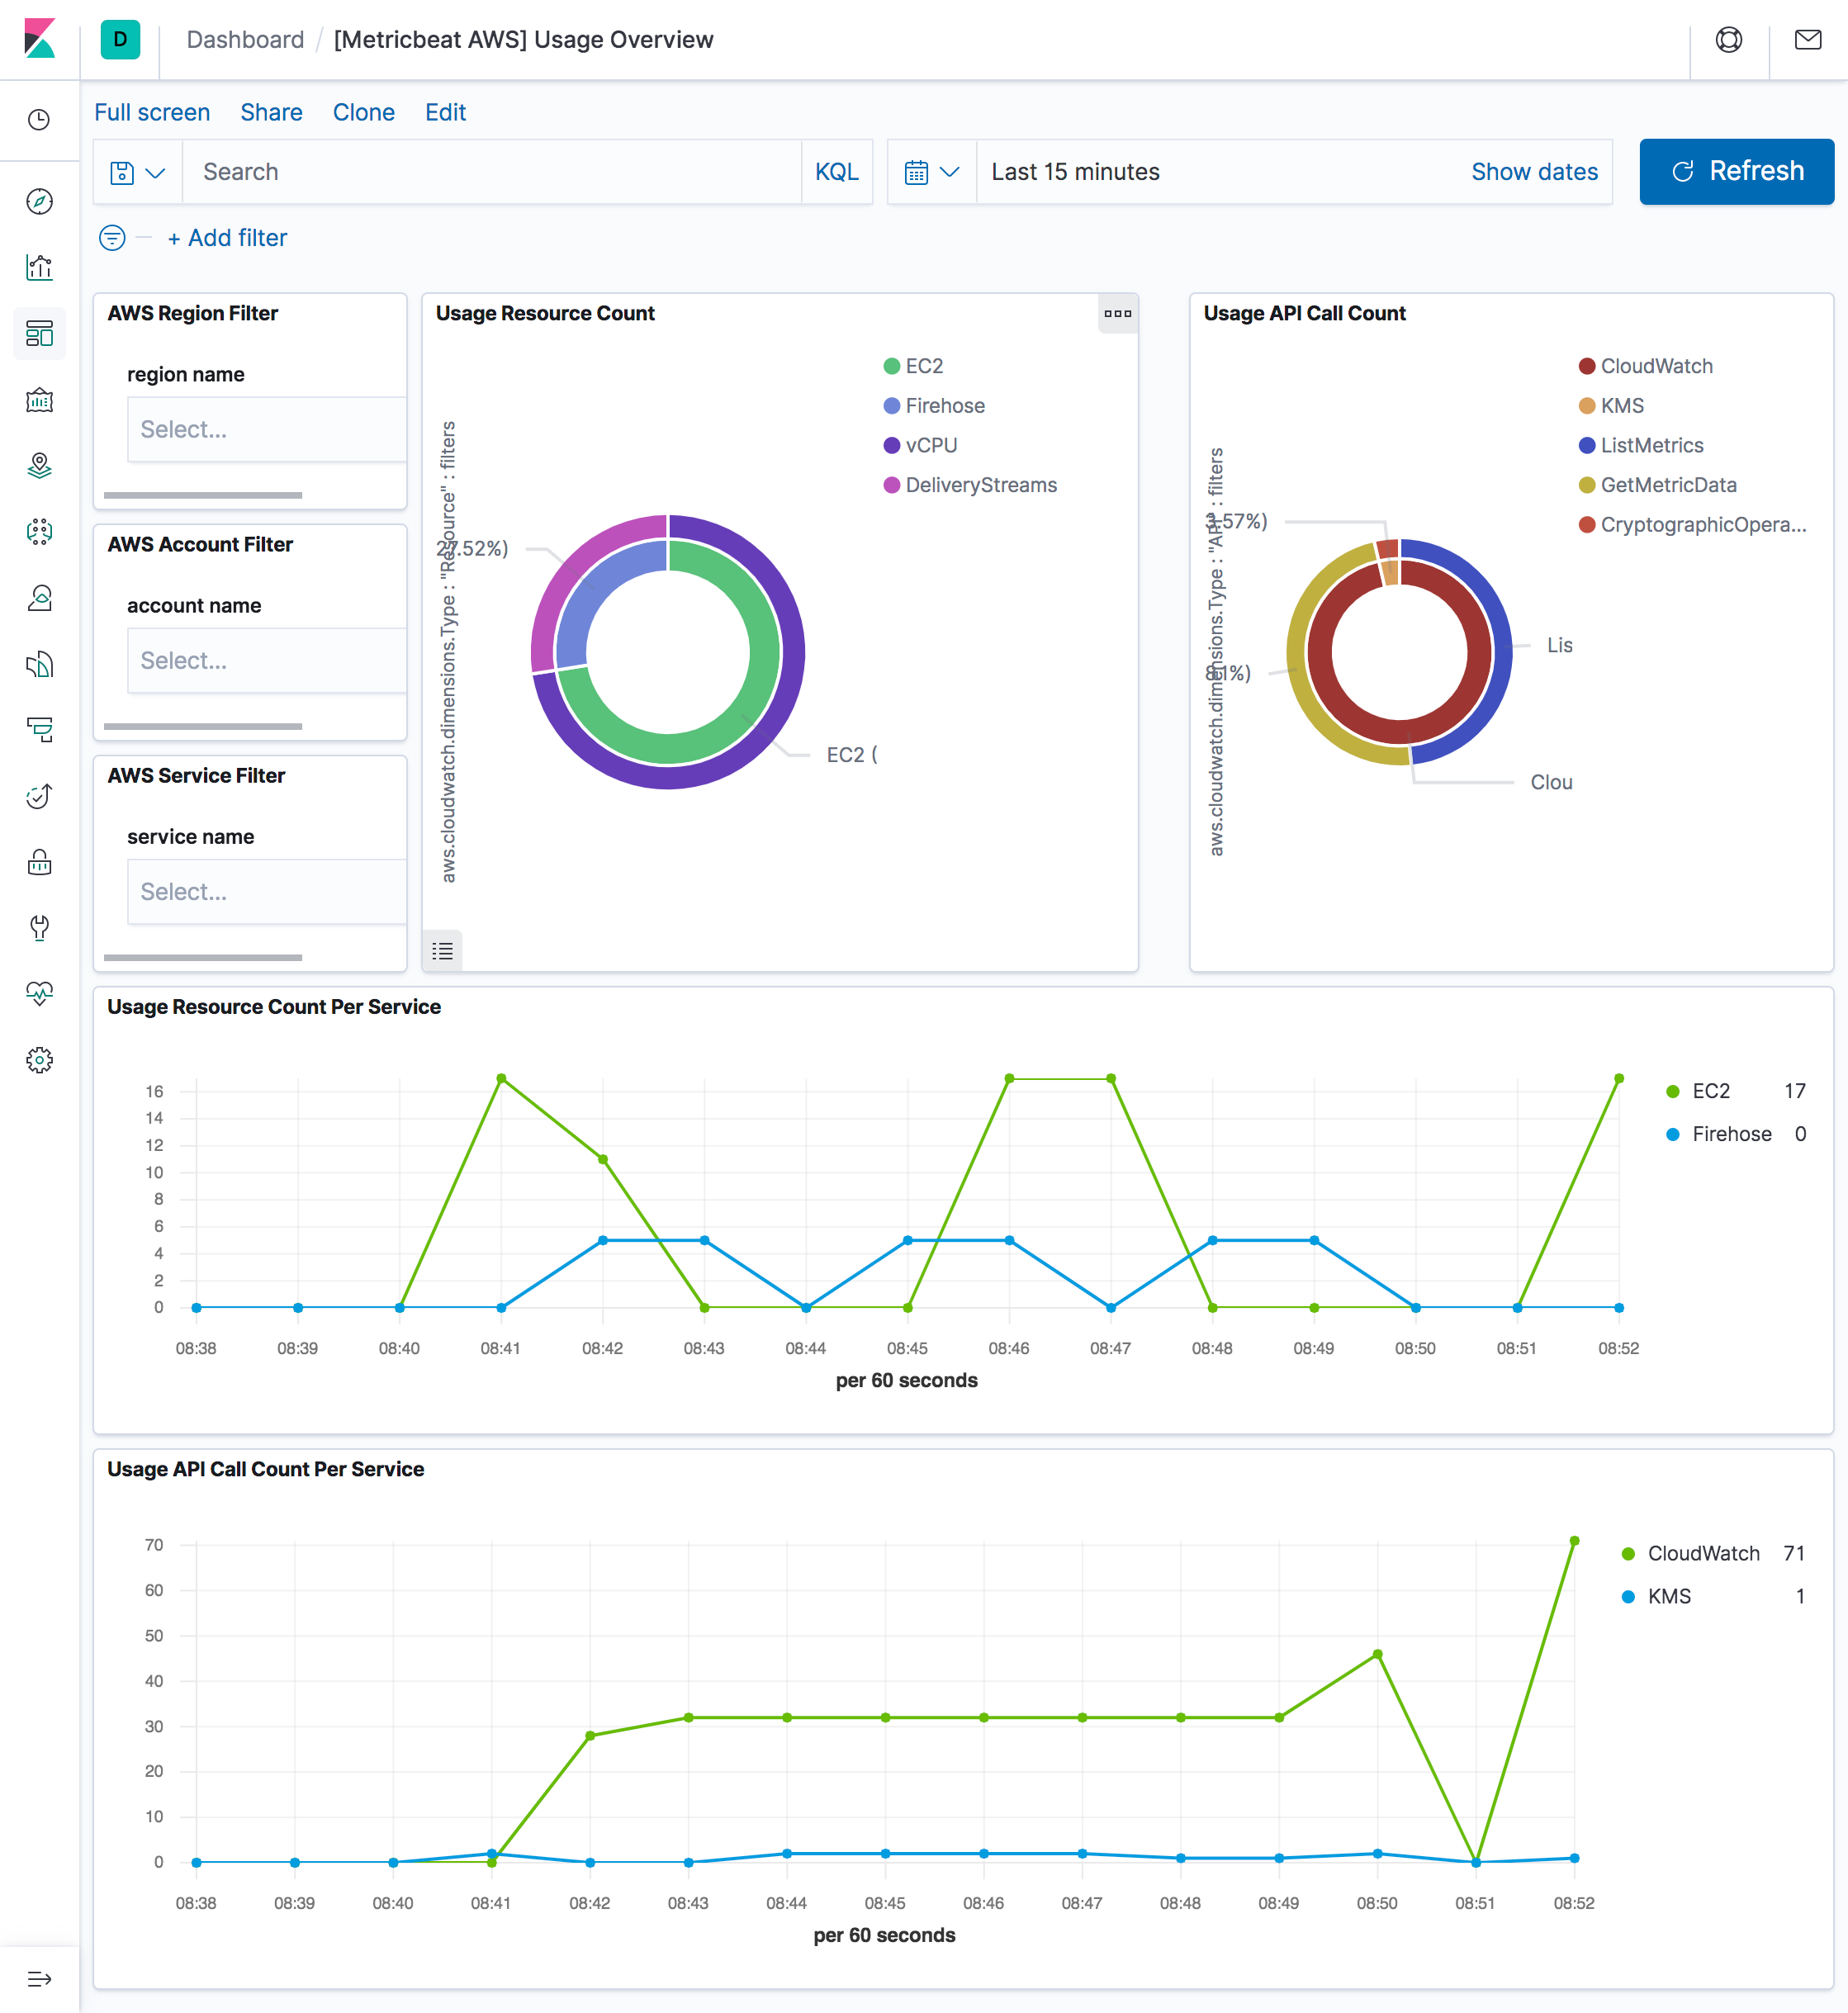 D
Dashboard / [Metricbeat AWS] Usage Overview
Full screen Share Clone Edit
Search KQL Last 15 minutes Show dates Refresh
+ Add filter
AWS Region Filter
region name
Select...
AWS Account Filter
account name
Select...
AWS Service Filter
service name
Select...
Usage Resource Count
EC2
Firehose
vCPU
DeliveryStreams
aws.cloudwatch.dimensions.Type : "Resource" : filters
27.52%)
EC2 (
Usage API Call Count
CloudWatch
KMS
ListMetrics
GetMetricData
CryptographicOpera...
aws.cloudwatch.dimensions.Type : "API" : filters
3.57%)
Lis
8.1%)
Clou
Usage Resource Count Per Service
16
14
12
10
8
6
4
2
0
08:38 08:39 08:40 08:41 08:42 08:43 08:44 08:45 08:46 08:47 08:48 08:49 08:50 08:51 08:52
per 60 seconds
EC2 17
Firehose 0
Usage API Call Count Per Service
70
60
50
40
30
20
10
0
08:38 08:39 08:40 08:41 08:42 08:43 08:44 08:45 08:46 08:47 08:48 08:49 08:50 08:51 08:52
per 60 seconds
CloudWatch 71
KMS 1